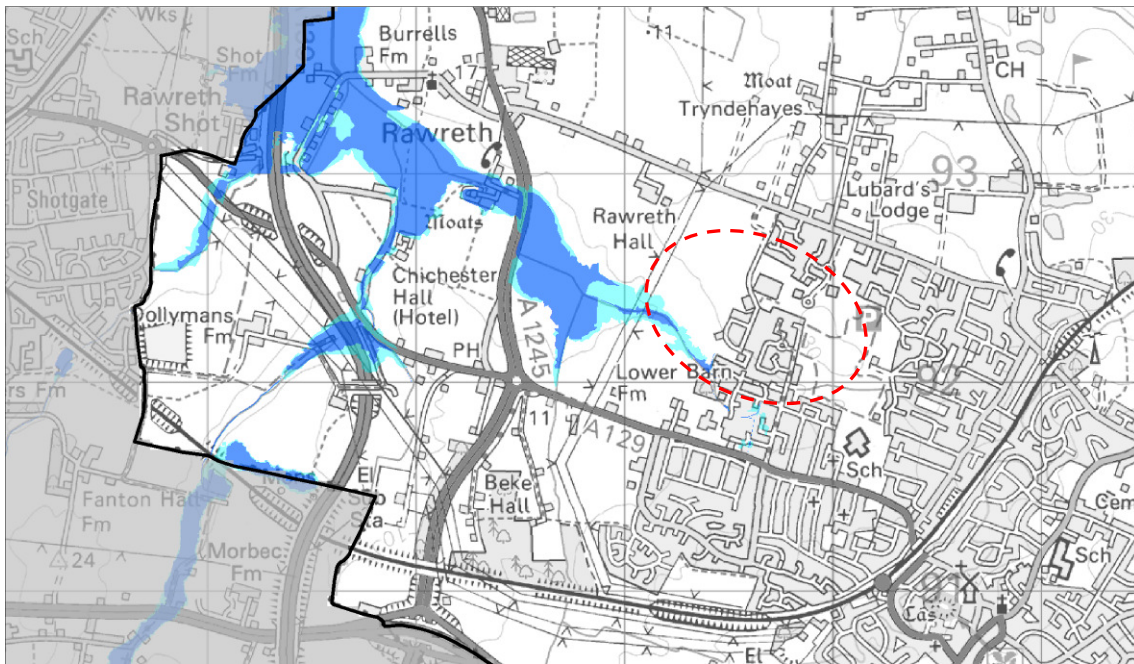 Wks
Sch
Shot
Fm
Burrells
Fm
11
17
CH
Moat
Tryndehayes
Rawreth
Shot
Rawreth
93
Shotgate
Lubard's
Lodge
Rawreth
Hall
Moats
Chichester
Hall
(Hotel)
Dollymans
Fm
PH
A 1245
P
Lower Barn
Fm
92
11
A129
Sch
Fanton Hall
Fm
El
Sub
Sta
Beke
Hall
Cem
24
Morbec
Fm
Sch
91
Cas
El